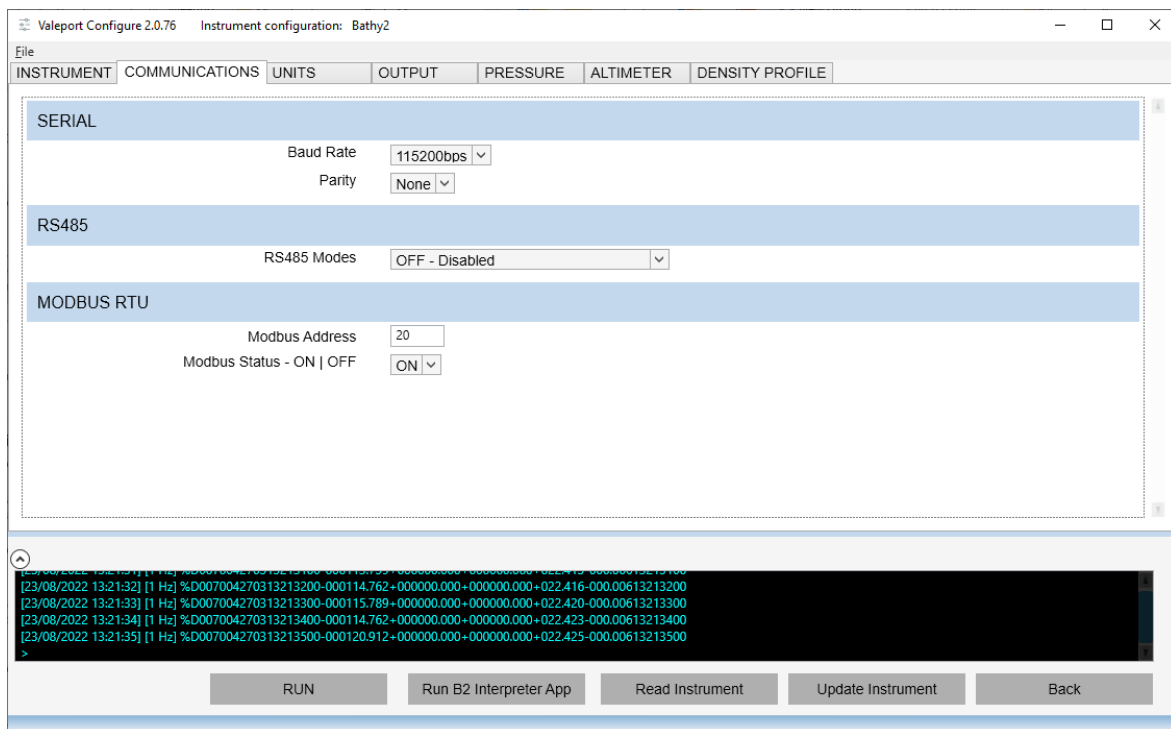 Valeport Configure 2.0.76 Instrument configuration: Bathy2
File
INSTRUMENT COMMUNICATIONS UNITS OUTPUT PRESSURE ALTIMETER DENSITY PROFILE
SERIAL
Baud Rate 115200bps
Parity None
RS485
RS485 Modes OFF - Disabled
MODBUS RTU
Modbus Address 20
Modbus Status - ON | OFF ON
[23/08/2022 13:21:32] [1 Hz] %D007004270313213200-000114.762+000000.000+000000.000+022.416-000.00613213200
[23/08/2022 13:21:33] [1 Hz] %D007004270313213300-000115.789+000000.000+000000.000+022.420-000.00613213300
[23/08/2022 13:21:34] [1 Hz] %D007004270313213400-000114.762+000000.000+000000.000+022.423-000.00613213400
[23/08/2022 13:21:35] [1 Hz] %D007004270313213500-000120.912+000000.000+000000.000+022.425-000.00613213500
>
RUN Run B2 Interpreter App Read Instrument Update Instrument Back